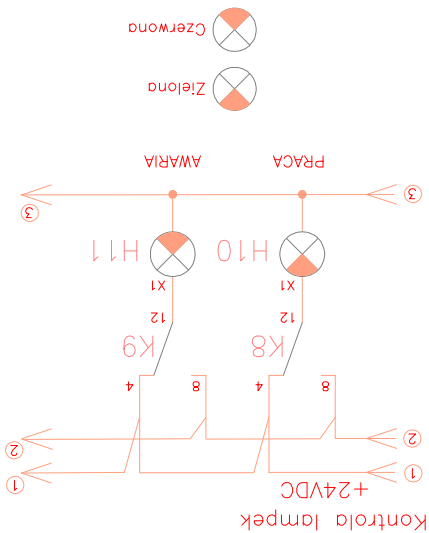 Kontrola lampek
+24VDC
1 1
2 2
8 4 8 4
K8 K9
12 12
X1 X1
H10 H11
3 3
PRACA AWARIA
Zielona
Czerwona